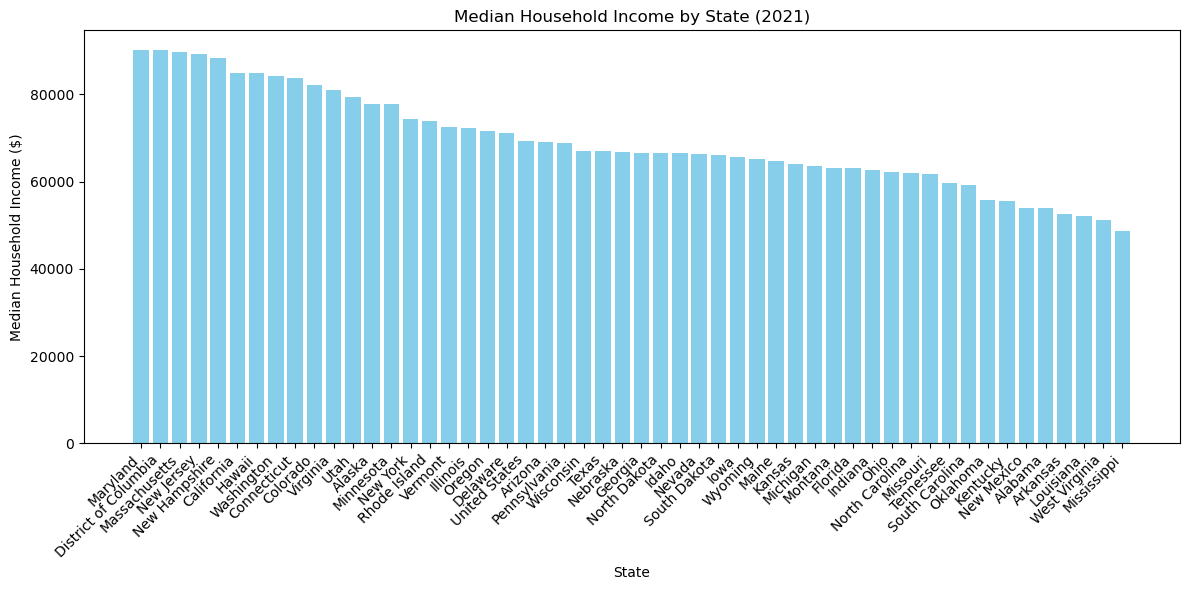 Median Household Income by State (2021)
Median Household Income ($)
80000
60000
40000
20000
0
Maryland
District of Columbia
Massachusetts
New Jersey
New Hampshire
California
Hawaii
Washington
Connecticut
Colorado
Virginia
Utah
Alaska
Minnesota
New York
Rhode Island
Vermont
Illinois
Oregon
Delaware
United States
Arizona
Pennsylvania
Wisconsin
Texas
Nebraska
Georgia
North Dakota
Idaho
Nevada
South Dakota
Iowa
Wyoming
Maine
Kansas
Michigan
Montana
Florida
Indiana
Ohio
North Carolina
Missouri
Tennessee
South Carolina
Oklahoma
Kentucky
New Mexico
Alabama
Arkansas
Louisiana
West Virginia
Mississippi
State